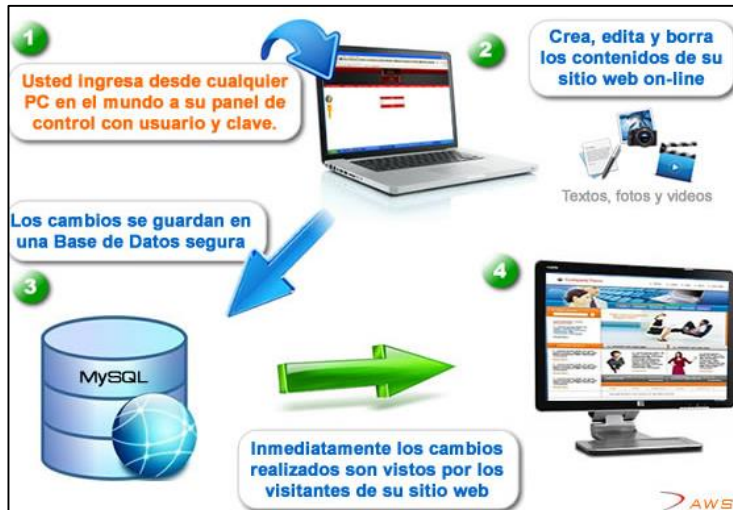 1
Usted ingresa desde cualquier
PC en el mundo a su panel de
control con usuario y clave.
2
Crea, edita y borra
los contenidos de su
sitio web on-line
Textos, fotos y videos
Los cambios se guardan en
una Base de Datos segura
3
MySQL
4
Inmediatamente los cambios
realizados son vistos por los
visitantes de su sitio web
AWS